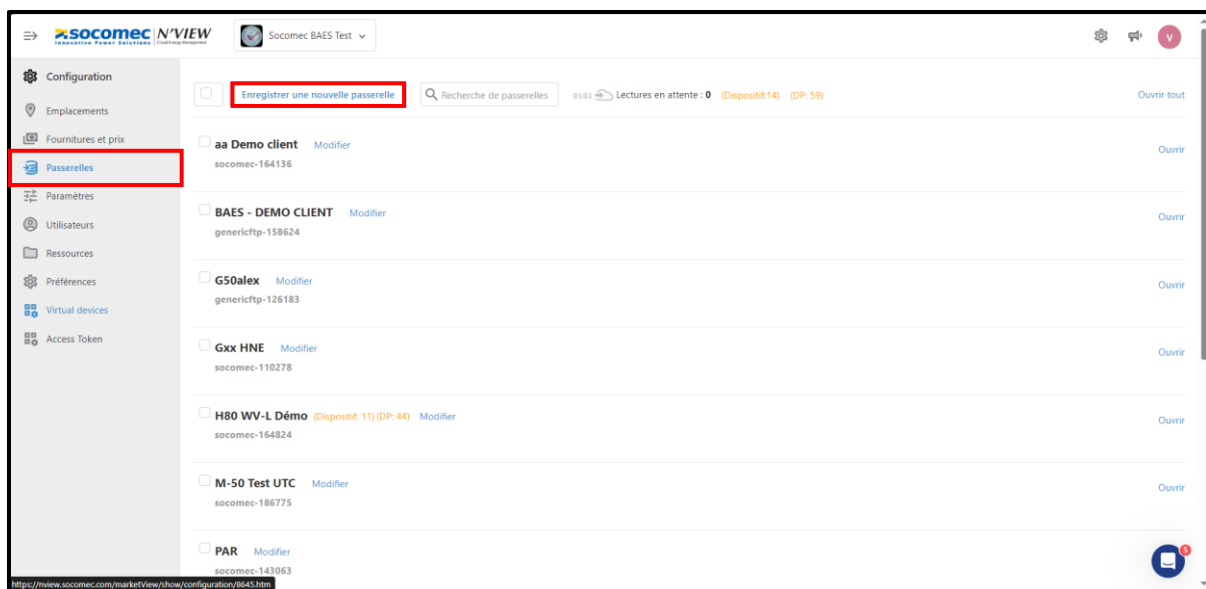 socomec N'VIEW
Innovative Power Solutions Cloud Energy Management
Socomec BAES Test
V
Configuration
Emplacements
Fournitures et prix
Passerelles
Paramètres
Utilisateurs
Ressources
Préférences
Virtual devices
Access Token
Enregistrer une nouvelle passerelle
Recherche de passerelles
0101 Lectures en attente : 0 (Dispositif:14) (DP: 59)
Ouvrir tout
aa Demo client Modifier
Ouvrir
socomec-164136
BAES - DEMO CLIENT Modifier
Ouvrir
genericftp-158624
G50alex Modifier
Ouvrir
genericftp-126183
Gxx HNE Modifier
Ouvrir
socomec-110278
H80 WV-L Démo (Dispositif: 11) (DP: 44) Modifier
Ouvrir
socomec-164824
M-50 Test UTC Modifier
Ouvrir
socomec-186775
PAR Modifier
socomec-143063
5
https://nview.socomec.com/marketView/show/configuration/8645.htm